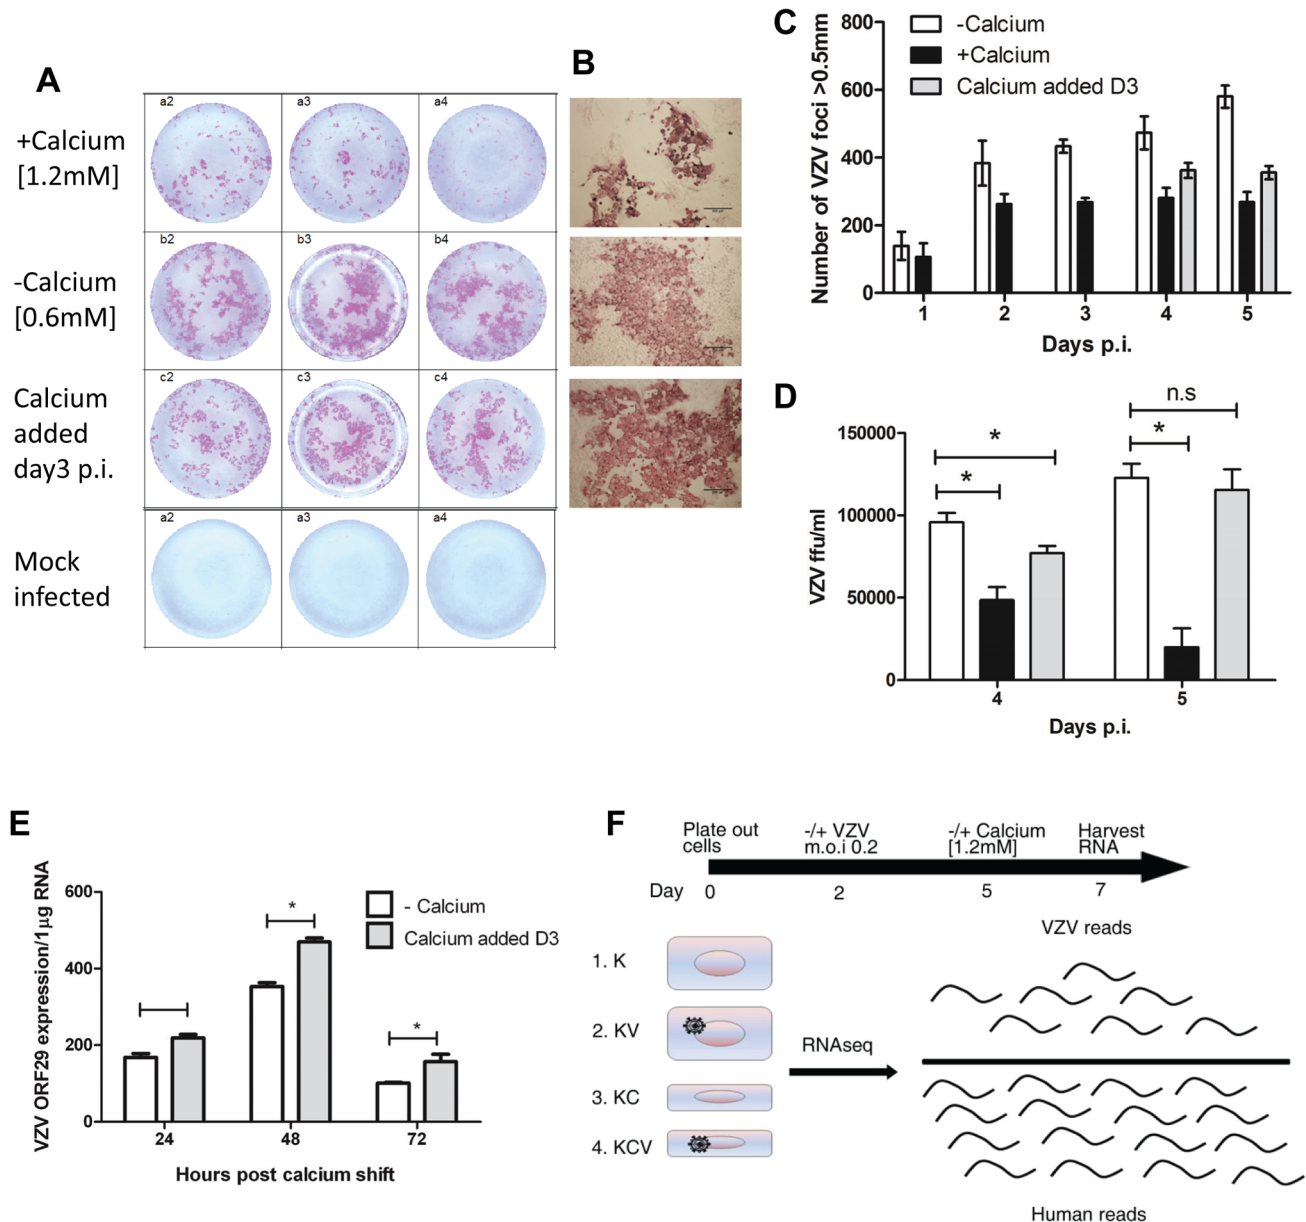 A
+Calcium
[1.2mM]
a2
a3
a4
-Calcium
[0.6mM]
b2
b3
b4
Calcium
added
day3 p.i.
c2
c3
c4
Mock
infected
a2
a3
a4
B
C
-Calcium
+Calcium
Calcium added D3
Number of VZV foci >0.5mm
800
600
400
200
0
1 2 3 4 5
Days p.i.
D
n.s
*
*
*
VZV ffu/ml
150000
100000
50000
0
4 5
Days p.i.
E
- Calcium
Calcium added D3
*
*
VZV ORF29 expression/1µg RNA
600
400
200
0
24 48 72
Hours post calcium shift
F
Plate out
cells
-/+ VZV
m.o.i 0.2
-/+ Calcium
[1.2mM]
Harvest
RNA
Day 0 2 5 7
VZV reads
1. K
2. KV
RNAseq
3. KC
4. KCV
Human reads